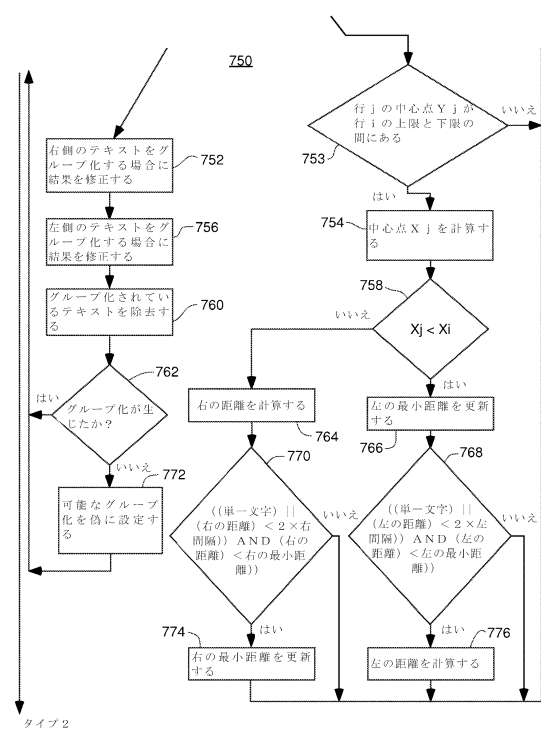 750
行ｊの中心点Ｙｊが
行ｉの上限と下限の
間にある
いいえ
753
はい
右側のテキストをグ
ループ化する場合に
結果を修正する
752
754
中心点Ｘｊを計算す
る
左側のテキストをグ
ループ化する場合に
結果を修正する
756
758
Xj < Xi
いいえ
はい
グループ化されてい
るテキストを除去す
る
760
762
はい
グループ化が生
じたか？
いいえ
右の距離を計算する
764
左の最小距離を更新
する
766
772
可能なグループ
化を偽に設定す
る
770
((単一文字)||
(右の距離)＜２×右
間隔)) ＡＮＤ (右の
距離)＜右の最小距
離))
いいえ
はい
768
((単一文字)||
(左の距離)＜２×左
間隔)) ＡＮＤ (左の
距離)＜左の最小距
離))
いいえ
はい
774
右の最小距離を更新
する
776
左の距離を計算する
タイプ２